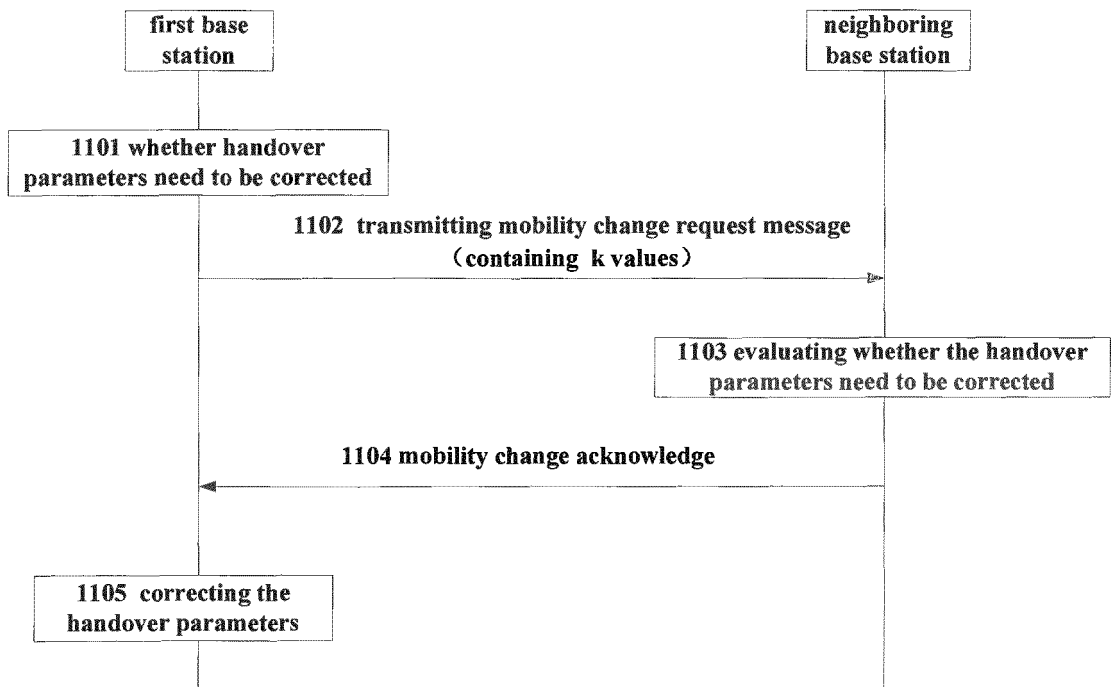 first base
station
neighboring
base station
1101 whether handover
parameters need to be corrected
1102 transmitting mobility change request message
（containing k values）
1103 evaluating whether the handover
parameters need to be corrected
1104 mobility change acknowledge
1105 correcting the
handover parameters